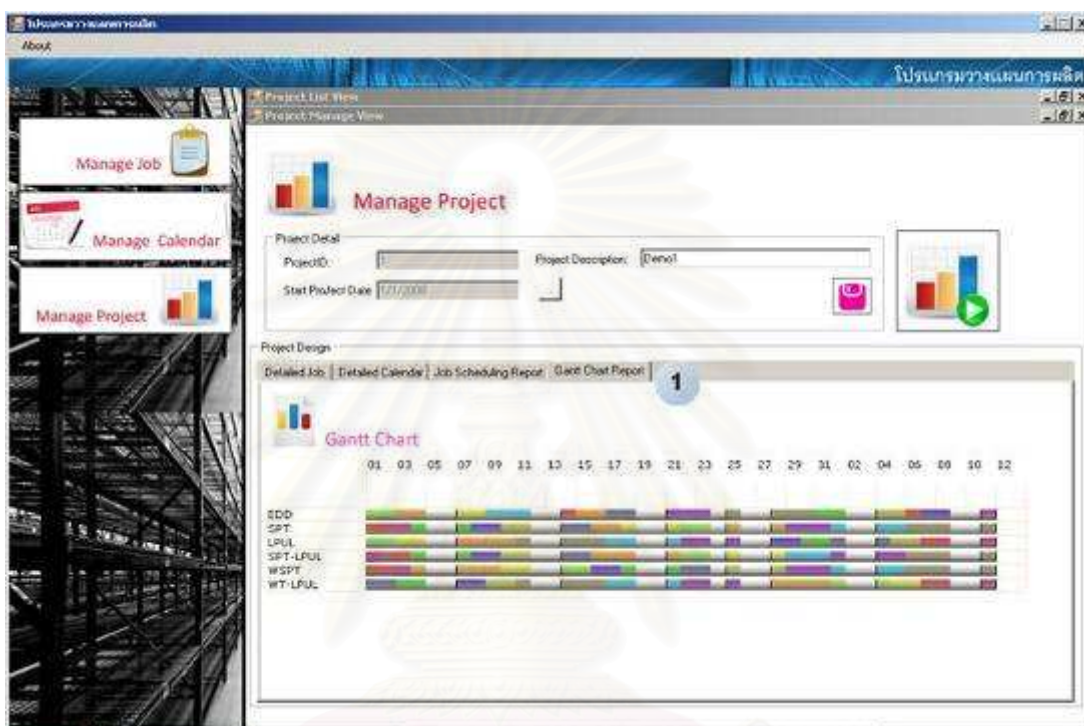 โปรแกรมวางแผนการผลิต
About
โปรแกรมวางแผนการผลิต
Project List View
Project Manage View
Manage Job
Manage Calendar
Manage Project
Manage Project
Project Detail
ProjectID:
1
Project Description:
Demo1
Start Project Date
1/1/2008
Project Design
Detailed Job
Detailed Calendar
Job Scheduling Report
Gantt Chart Report
1
Gantt Chart
01 03 05 07 09 11 13 15 17 19 21 23 25 27 29 31 02 04 06 08 10 12
EDD
SPT
LPUL
SPT-LPUL
WSPT
WT-LPUL